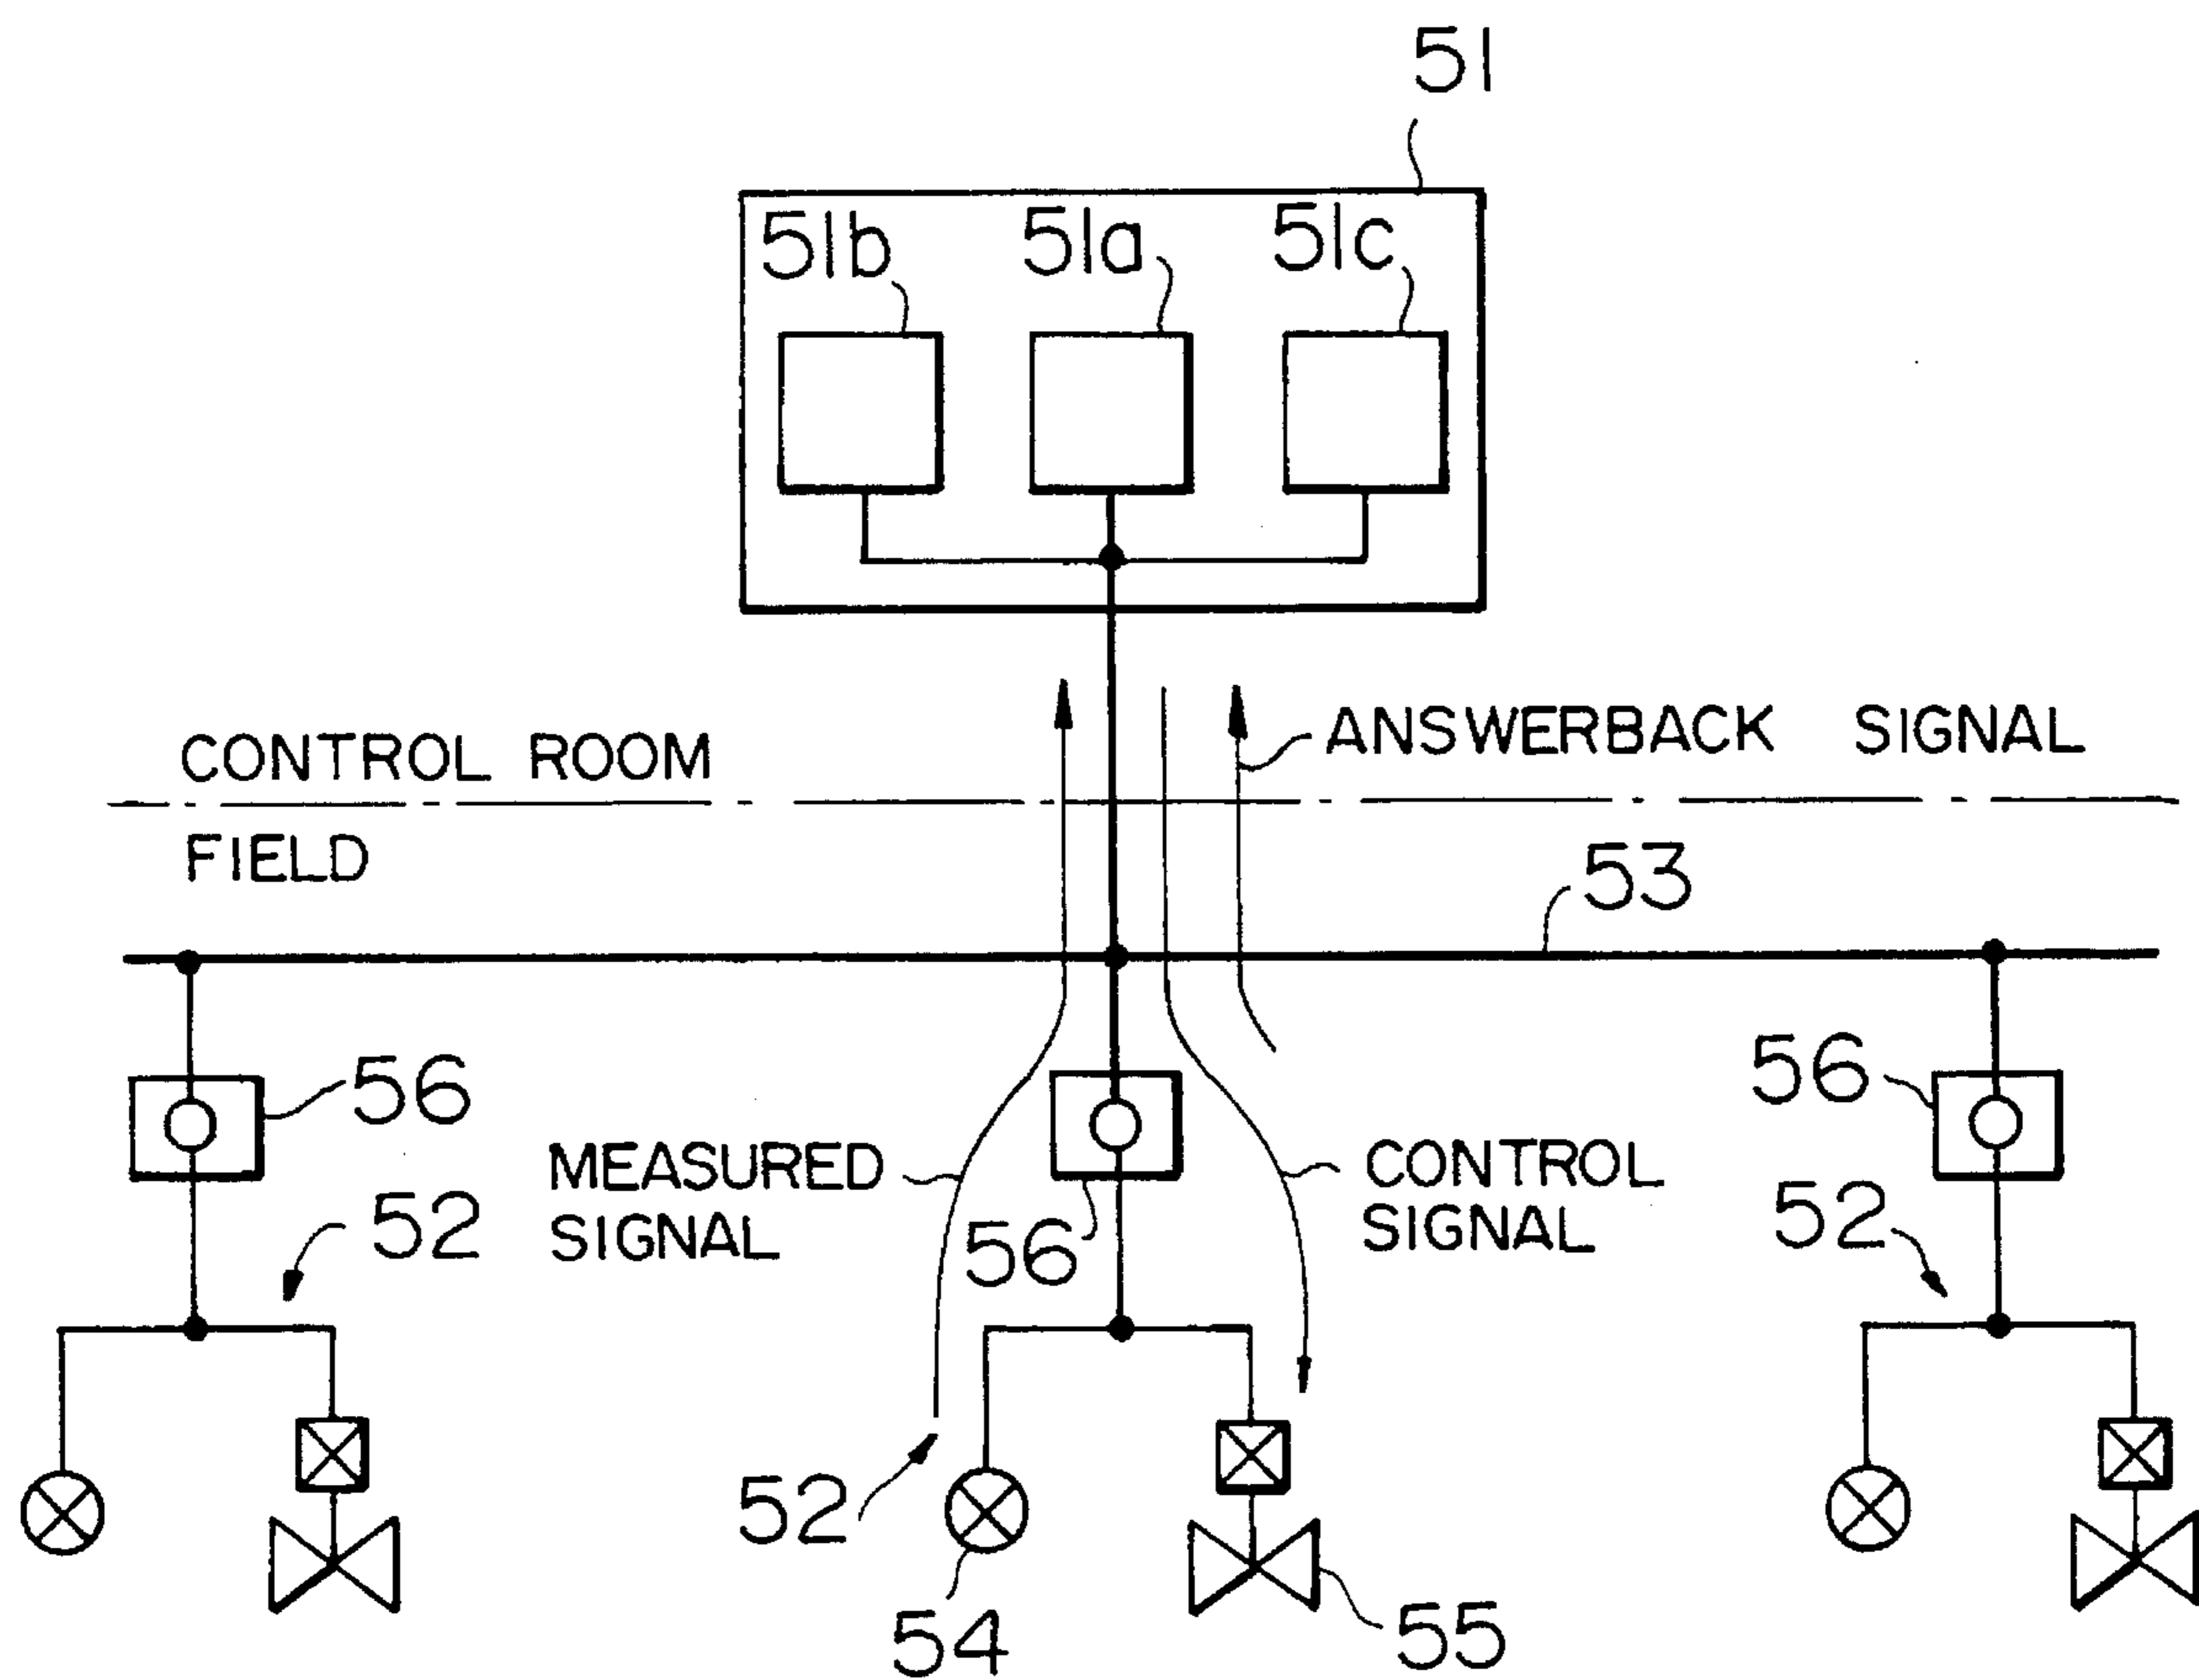 51
51b 51a 51c
ANSWERBACK SIGNAL
CONTROL ROOM
FIELD
53
56
56
MEASURED
SIGNAL
CONTROL
SIGNAL
52
56
52
52
54
55